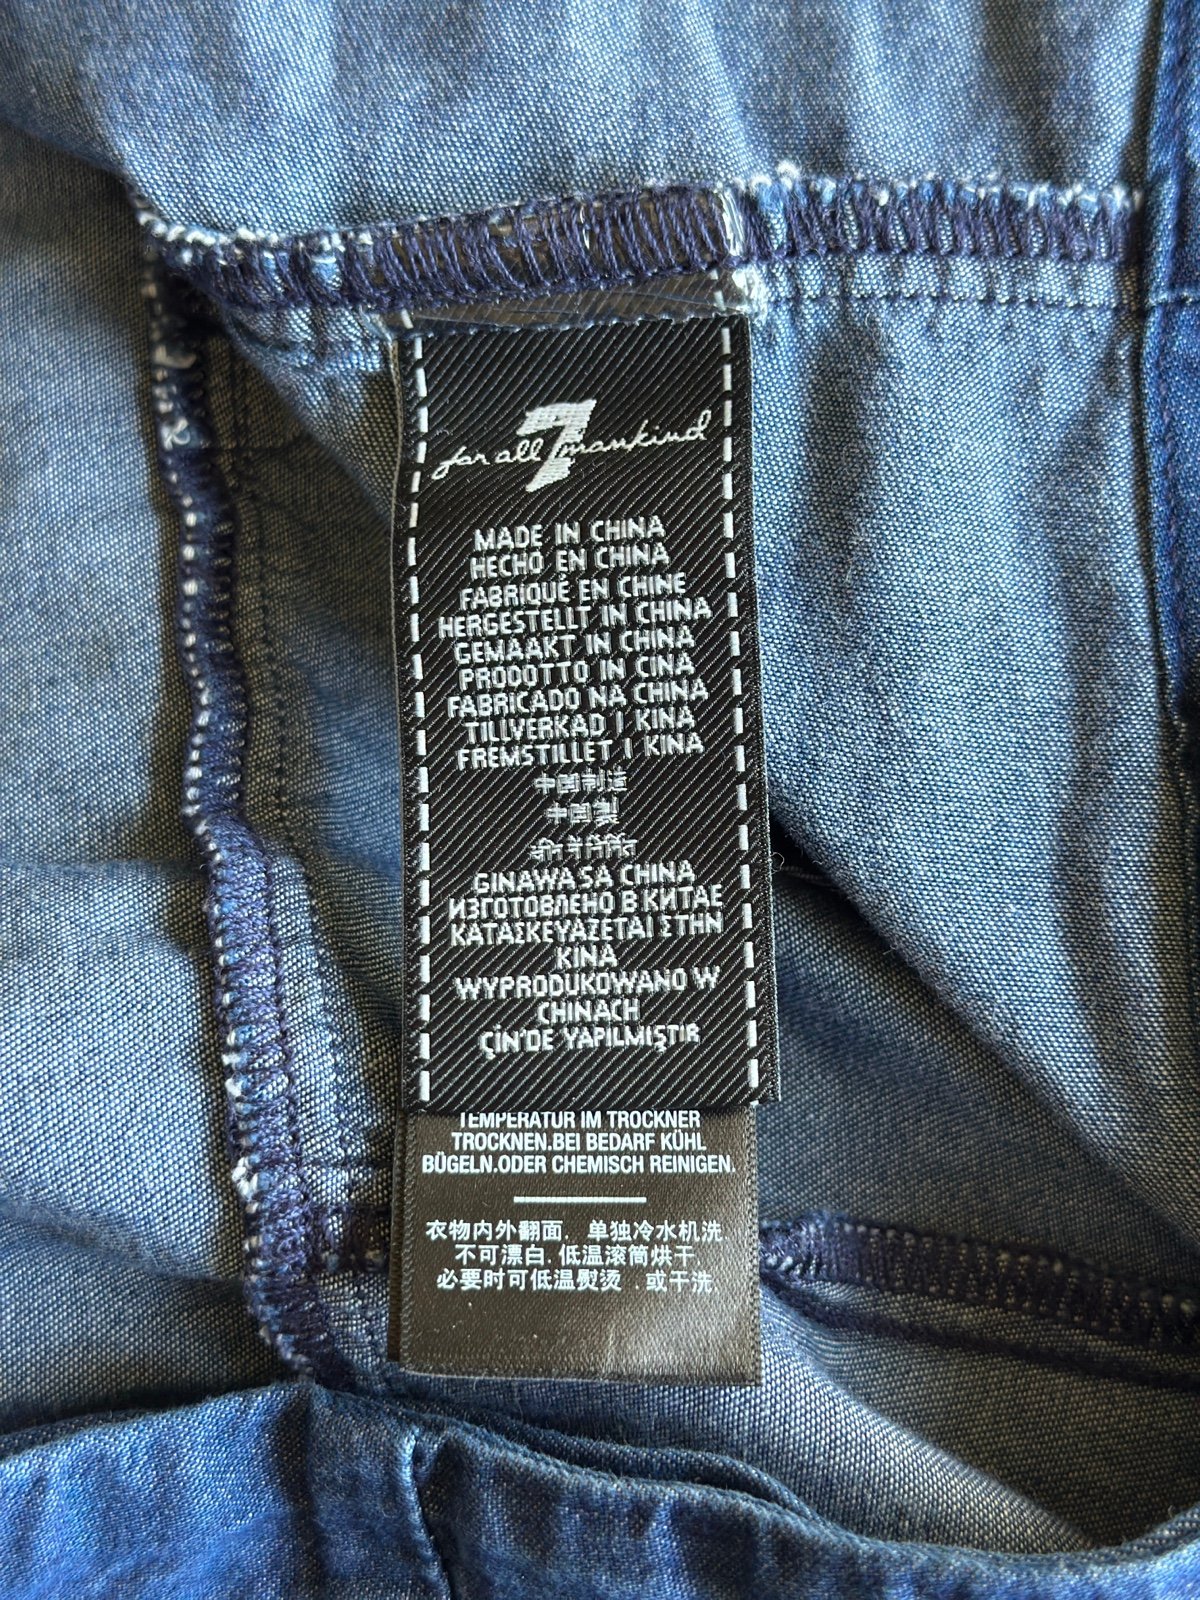 for all 7 mankind
MADE IN CHINA
HECHO EN CHINA
FABRIQUÉ EN CHINE
HERGESTELLT IN CHINA
GEMAAKT IN CHINA
PRODOTTO IN CINA
FABRICADO NA CHINA
TILLVERKAD I KINA
FREMSTILLET I KINA
中国制造
中国製
GINAWA SA CHINA
ИЗГОТОВЛЕНО В КИТАЕ
ΚΑΤΑΣΚΕΥΑΖΕΤΑΙ ΣΤΗΝ
ΚΙΝΑ
WYPRODUKOWANO W
CHINACH
ÇİN'DE YAPILMIŞTIR
TEMPERATUR IM TROCKNER
TROCKNEN.BEI BEDARF KÜHL
BÜGELN.ODER CHEMISCH REINIGEN.
衣物内外翻面. 单独冷水机洗.
不可漂白. 低温滚筒烘干
必要时可低温熨烫 . 或干洗.